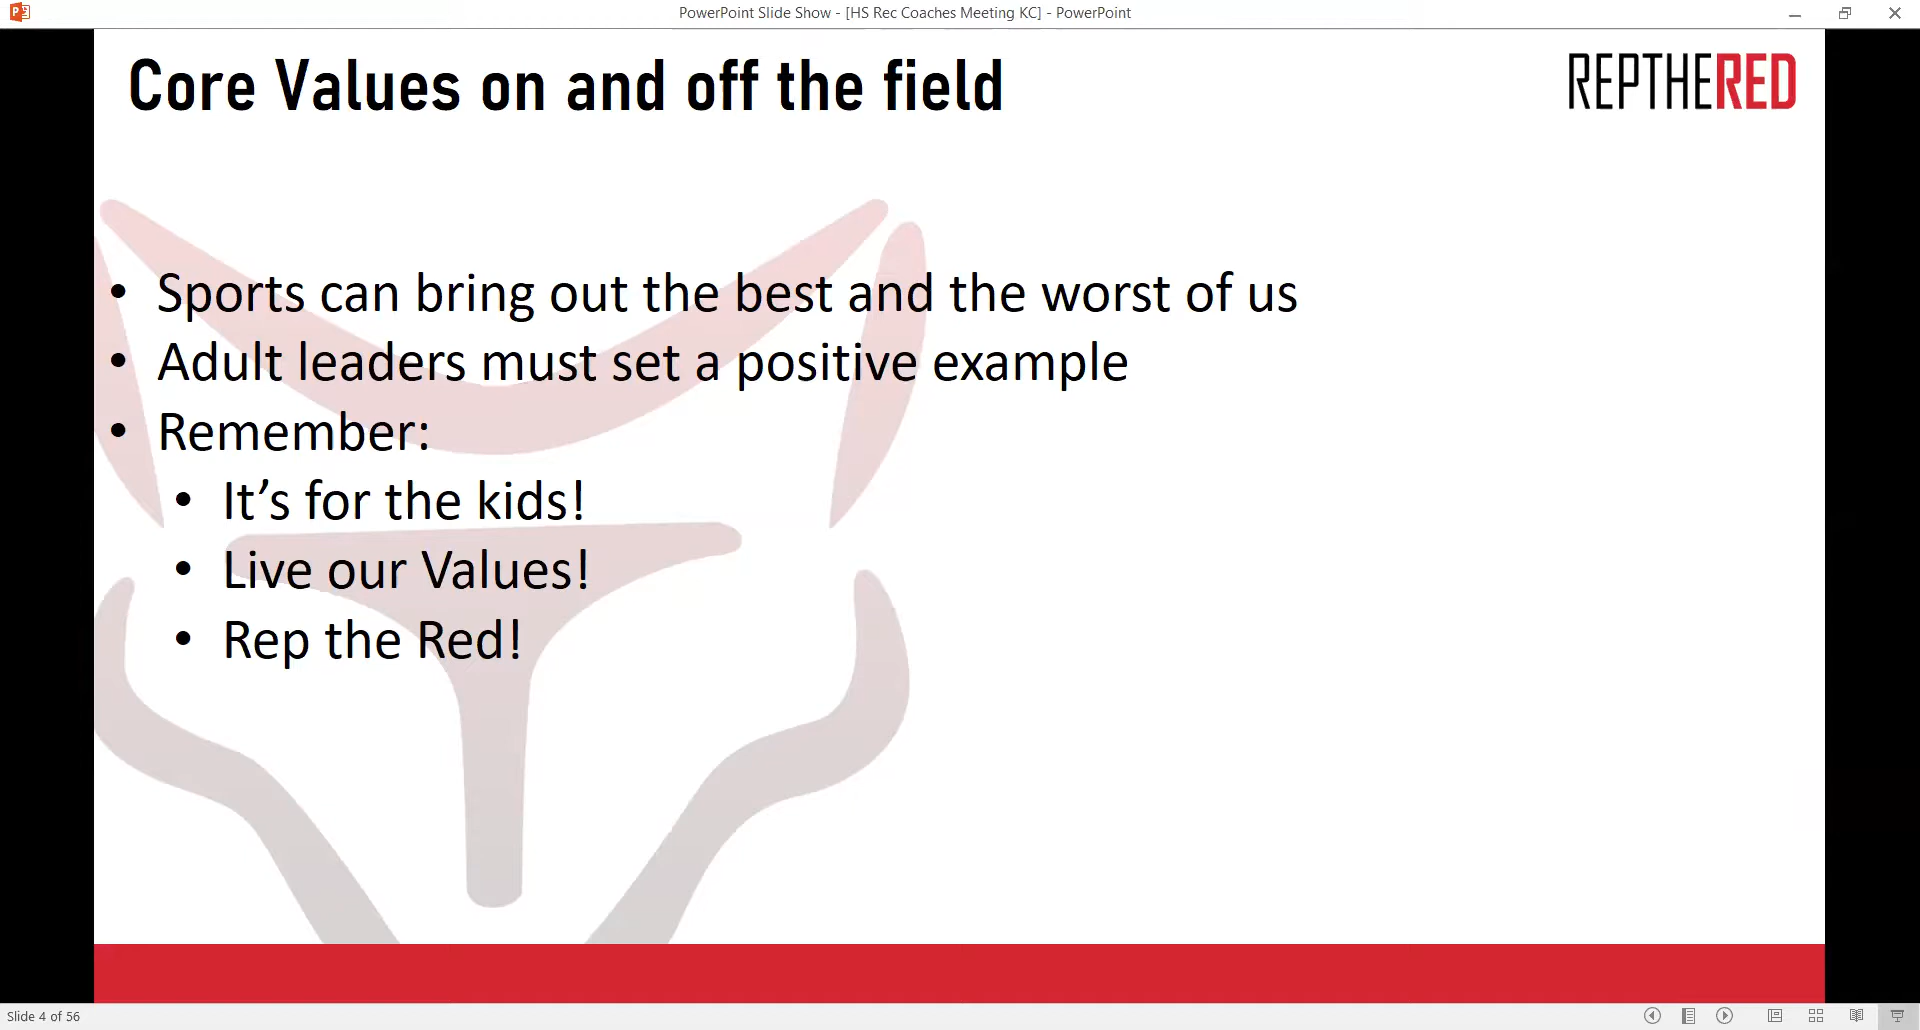 PowerPoint Slide Show - [HS Rec Coaches Meeting KC] - PowerPoint
Core Values on and off the field
REPTHERED
• Sports can bring out the best and the worst of us
• Adult leaders must set a positive example
• Remember:
• It’s for the kids!
• Live our Values!
• Rep the Red!
Slide 4 of 56